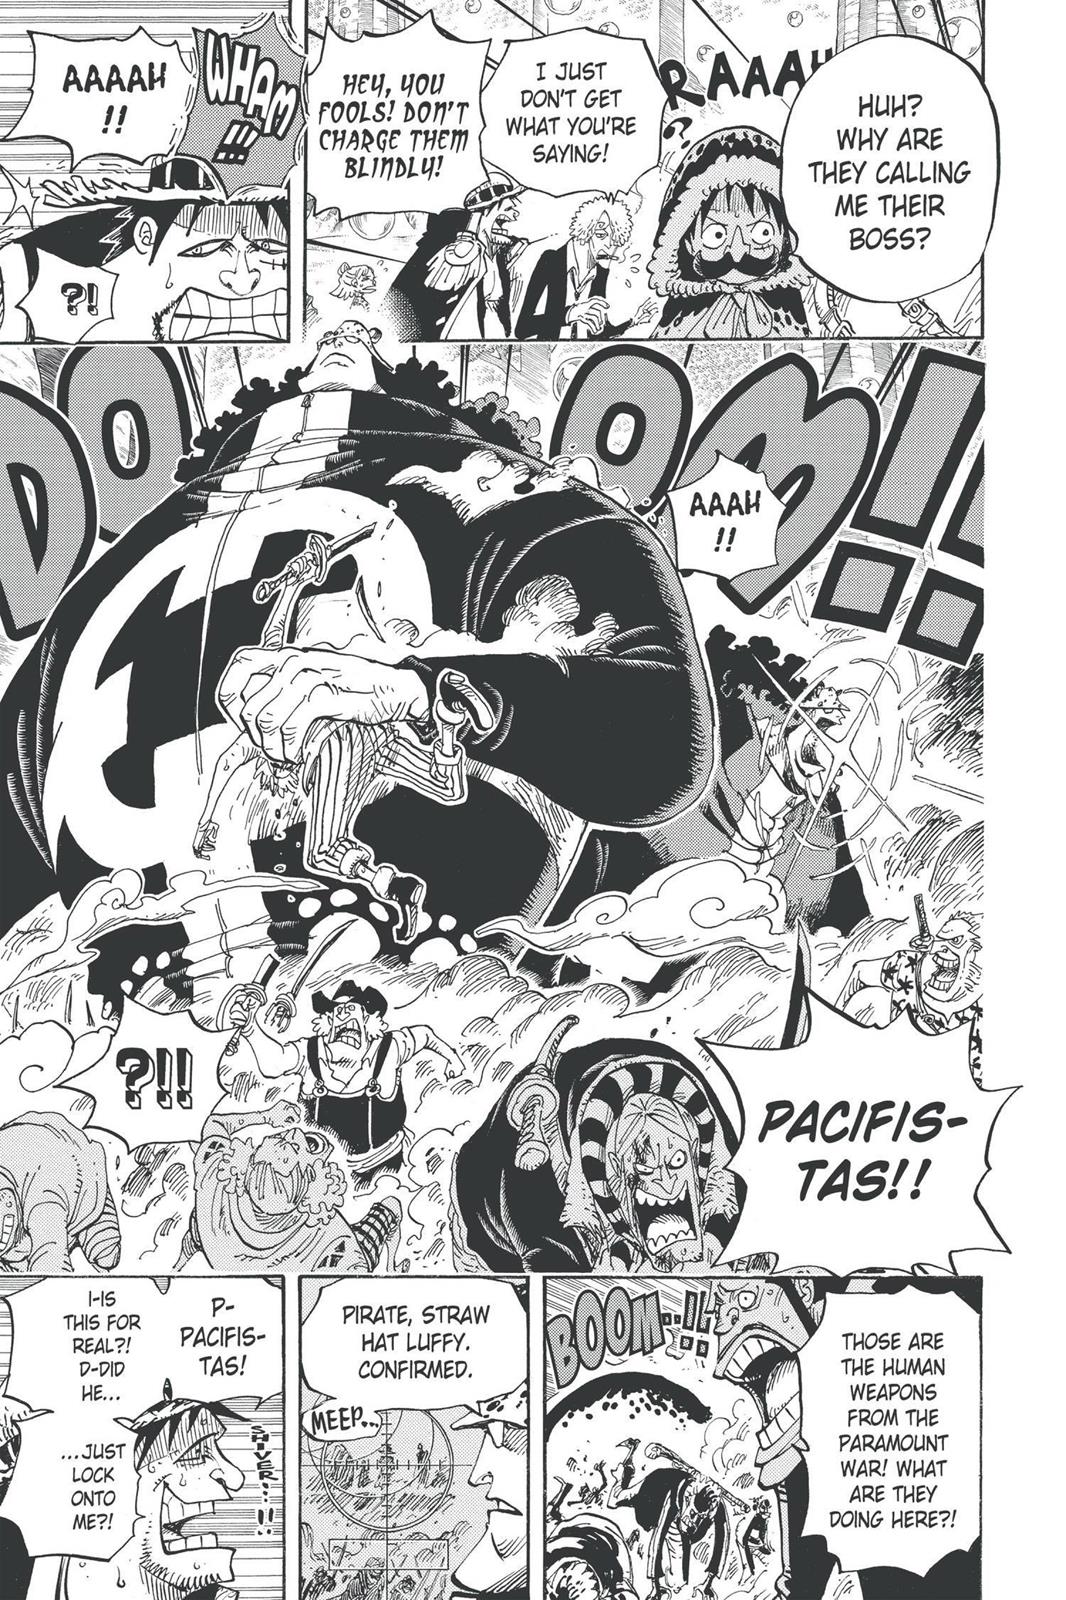 HUH?
WHY ARE
THEY CALLING
ME THEIR
BOSS?
RAAAH
?
I JUST
DON'T GET
WHAT YOU'RE
SAYING!
HEY, YOU
FOOLS! DON'T
CHARGE THEM
BLINDLY!
WHAM
!!!
AAAAH
!!
?!
DOOM!!
AAAH
!!
?!!
PACIFIS-
TAS!!
THOSE ARE
THE HUMAN
WEAPONS
FROM THE
PARAMOUNT
WAR! WHAT
ARE THEY
DOING HERE?!
BOOM..!!
PIRATE, STRAW
HAT LUFFY.
CONFIRMED.
MEEP...
P-
PACIFIS-
TAS!
I-IS
THIS FOR
REAL?!
D-DID
HE...
...JUST
LOCK
ONTO
ME?!
SHIVER...!!